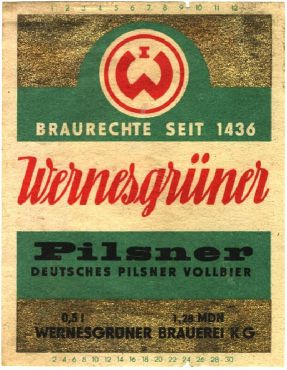 1 2 3 4 5 6 7 8 9 10 11 12
I
W
BRAURECHTE SEIT 1436
Wernesgrüner
Pilsner
DEUTSCHES PILSNER VOLLBIER
0,5 l 1,28 MDN
WERNESGRÜNER BRAUEREI KG
2 4 6 8 10 12 14 16 18 20 22 24 26 28 30